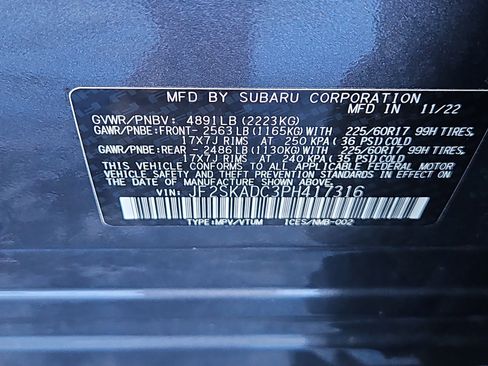 MFD BY SUBARU CORPORATION 11/22
GVWR/PNBV: 4891LB(2223KG)
GAWR/PNBE:FRONT- 2563LB(1165KG)WITH 225/60R17 99H TIRES,
17X7J RIMS AT 250 KPA (36 PSI)COLD
GAWR/PNBE:REAR -2486LB(1130KG)WITH 225/60R17 99H TIRES,
17X7J RIMS AT 240 KPA(35 PSI)COLD
THIS VEHICLE CONFORMS TO ALL APPLICABLE FEDERAL MOTOR
VEHICLE SAFETY, BUMPER, AND THEFT PREVENTION STANDARDS
IN EFFECT ON THE DATE OF MANUFACTURE SHOWN ABOVE.
VIN: JF2SKADC3PH417316
TYPE:MPV/VTUM ICES/NMB-002